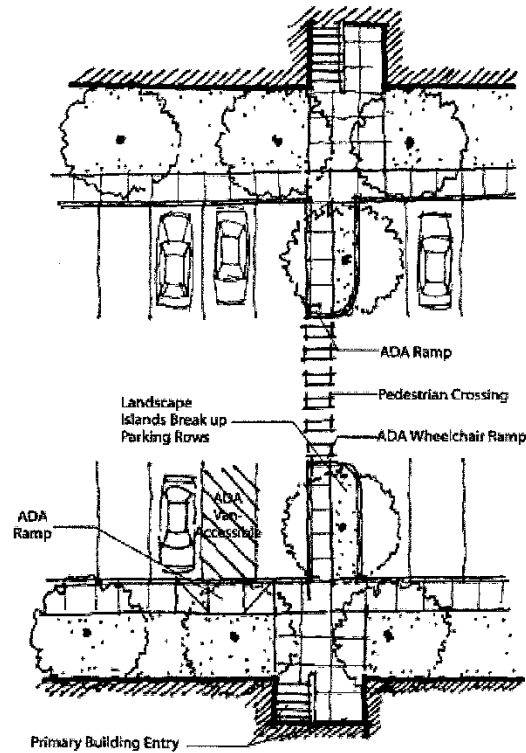 ADA Ramp
Pedestrian Crossing
Landscape
Islands Break up
Parking Rows
ADA Wheelchair Ramp
ADA
Ramp
ADA
Van-
Accessible
Primary Building Entry